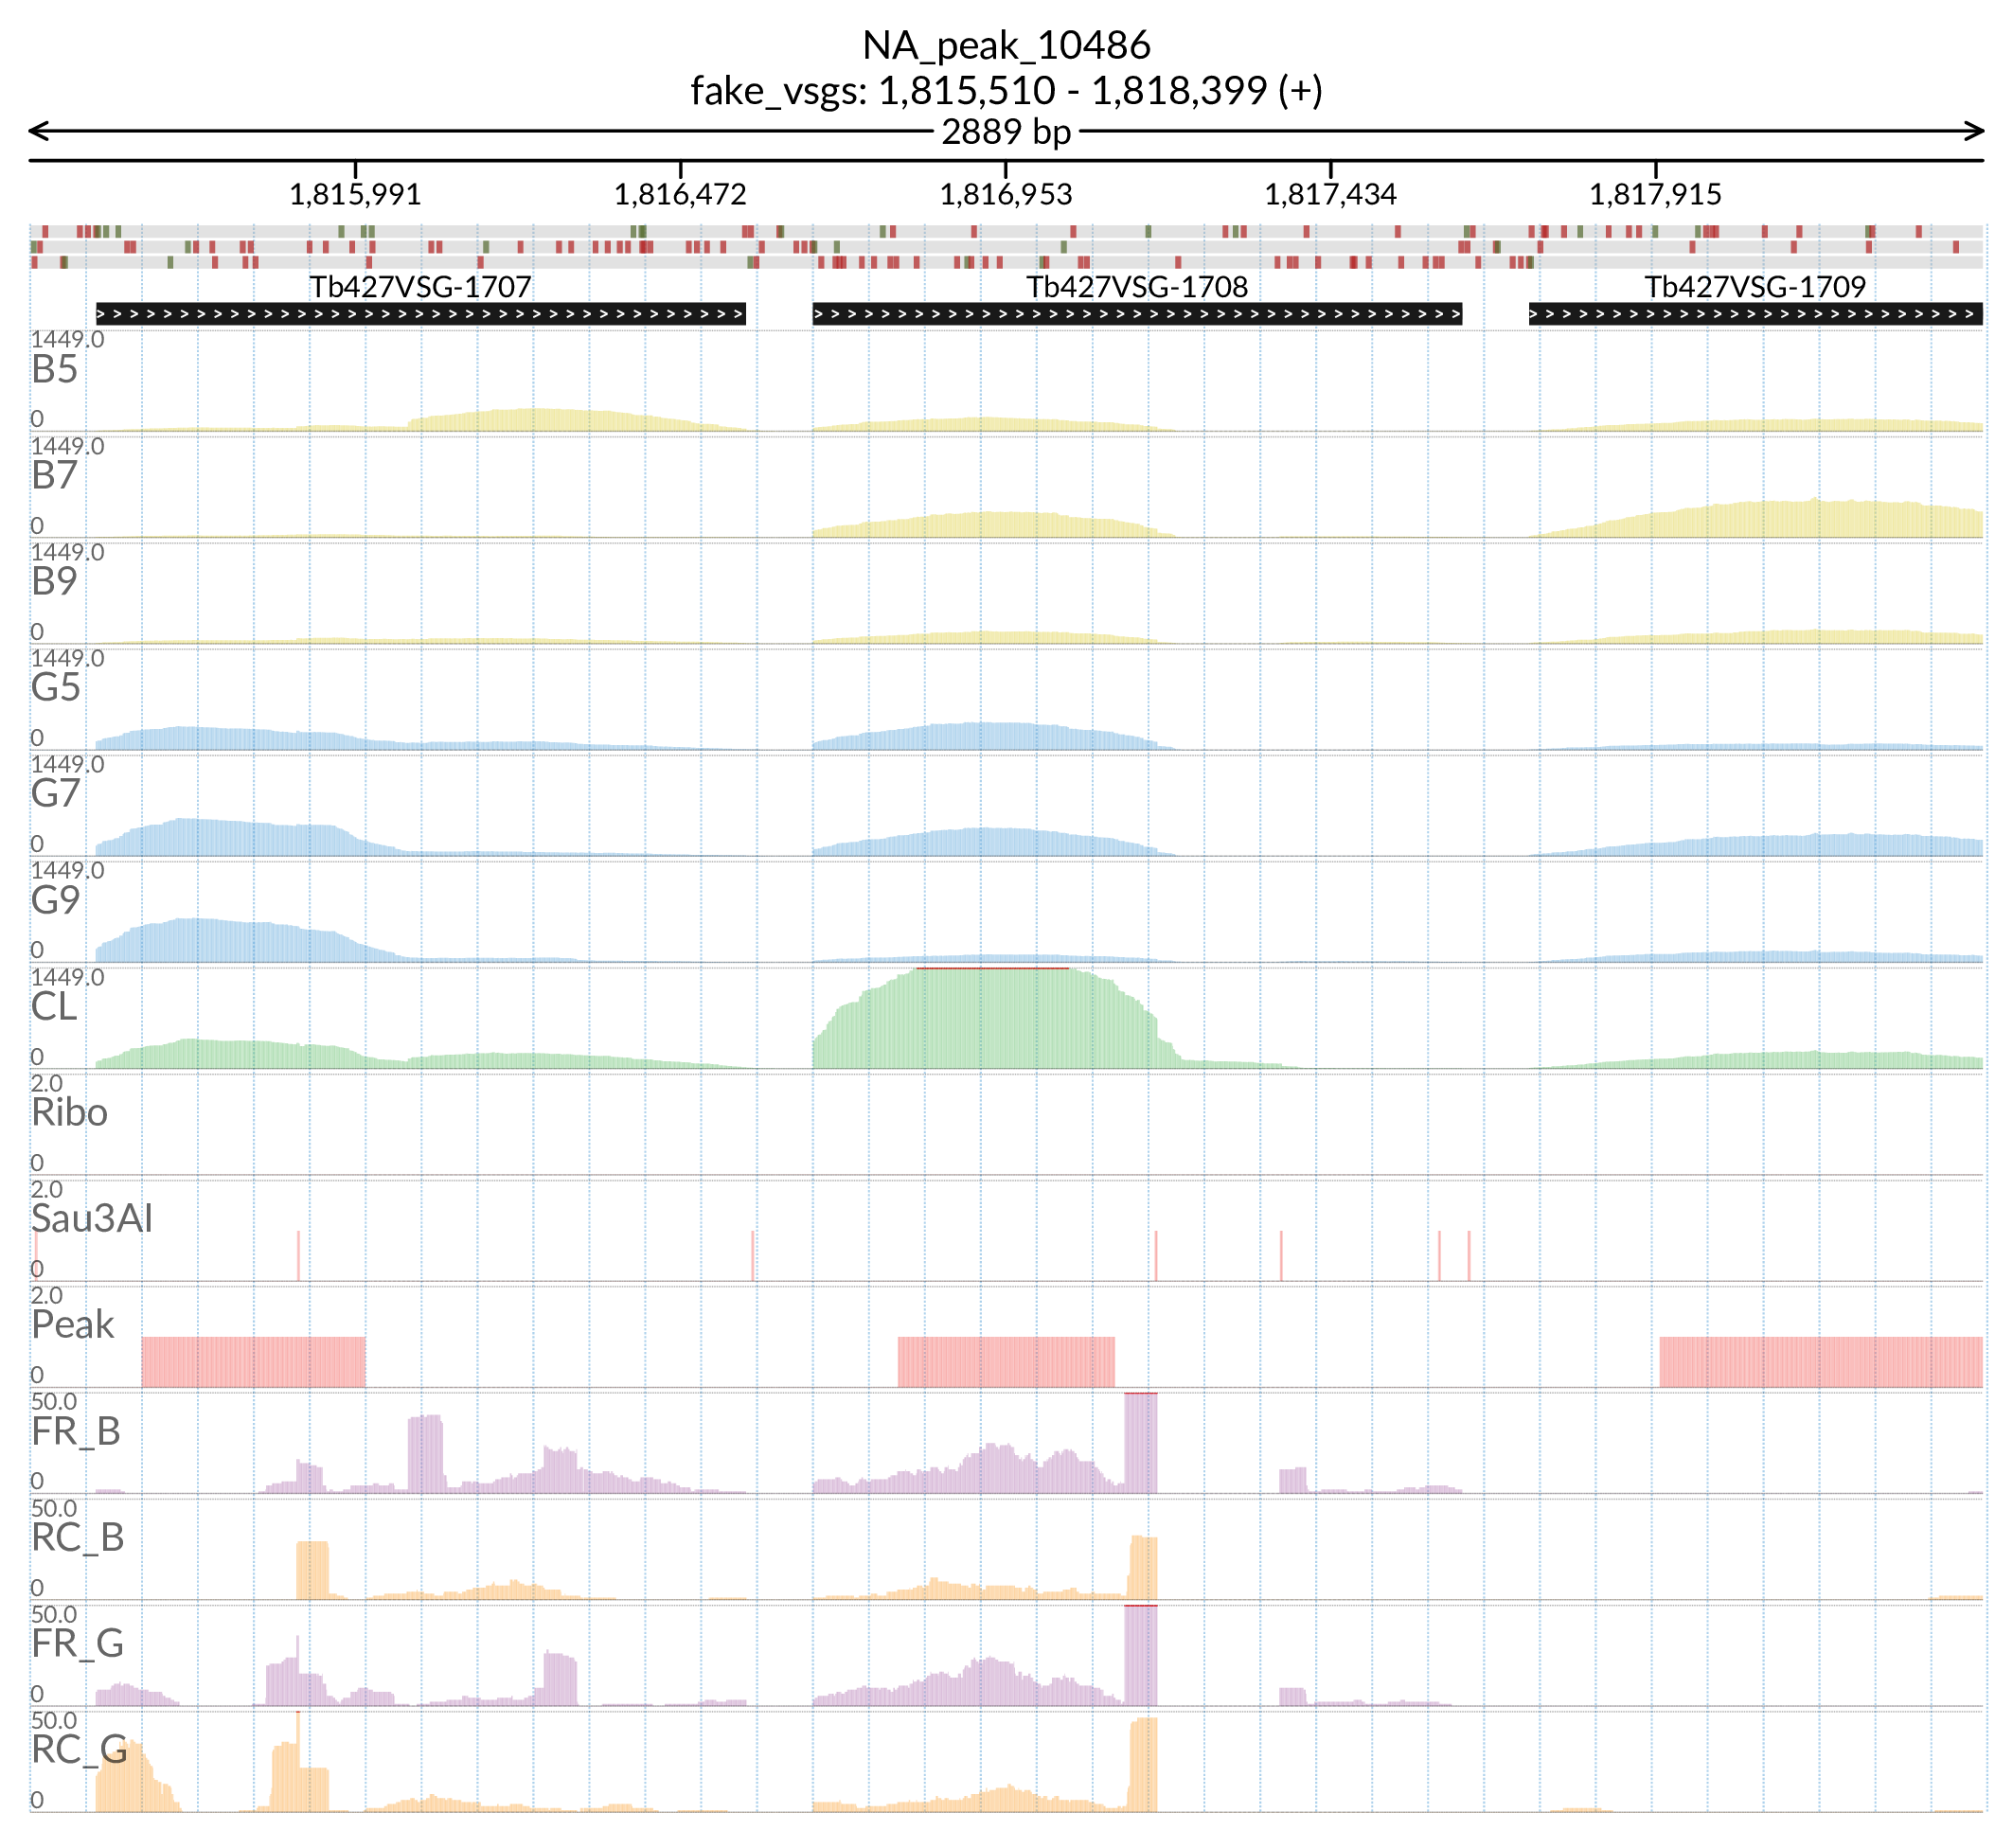 NA_peak_10486
fake_vsgs: 1,815,510 - 1,818,399 (+)
2889 bp
1,815,991 1,816,472 1,816,953 1,817,434 1,817,915
Tb427VSG-1707 Tb427VSG-1708 Tb427VSG-1709
1449.0
B5
0
1449.0
B7
0
1449.0
B9
0
1449.0
G5
0
1449.0
G7
0
1449.0
G9
0
1449.0
CL
0
2.0
Ribo
0
2.0
Sau3AI
0
2.0
Peak
0
50.0
FR_B
0
50.0
RC_B
0
50.0
FR_G
0
50.0
RC_G
0